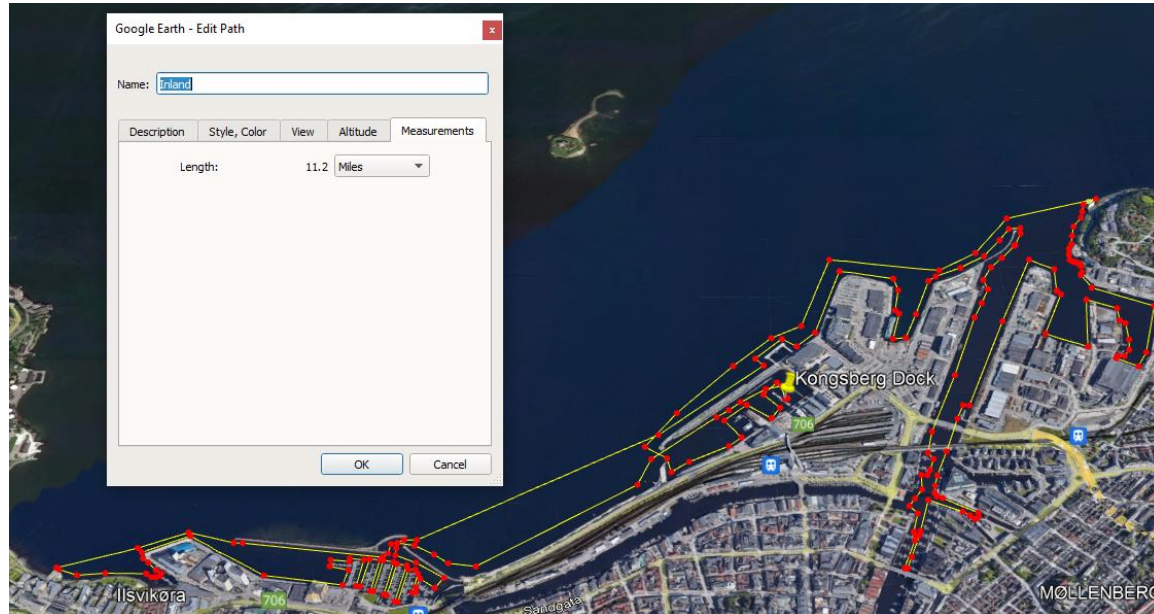 Google Earth - Edit Path
x
Name: Inland
Description Style, Color View Altitude Measurements
Length: 11.2 Miles
OK Cancel
Kongsberg Dock
706
Ilsvikøra
706
Sandgata
MØLLENBERG